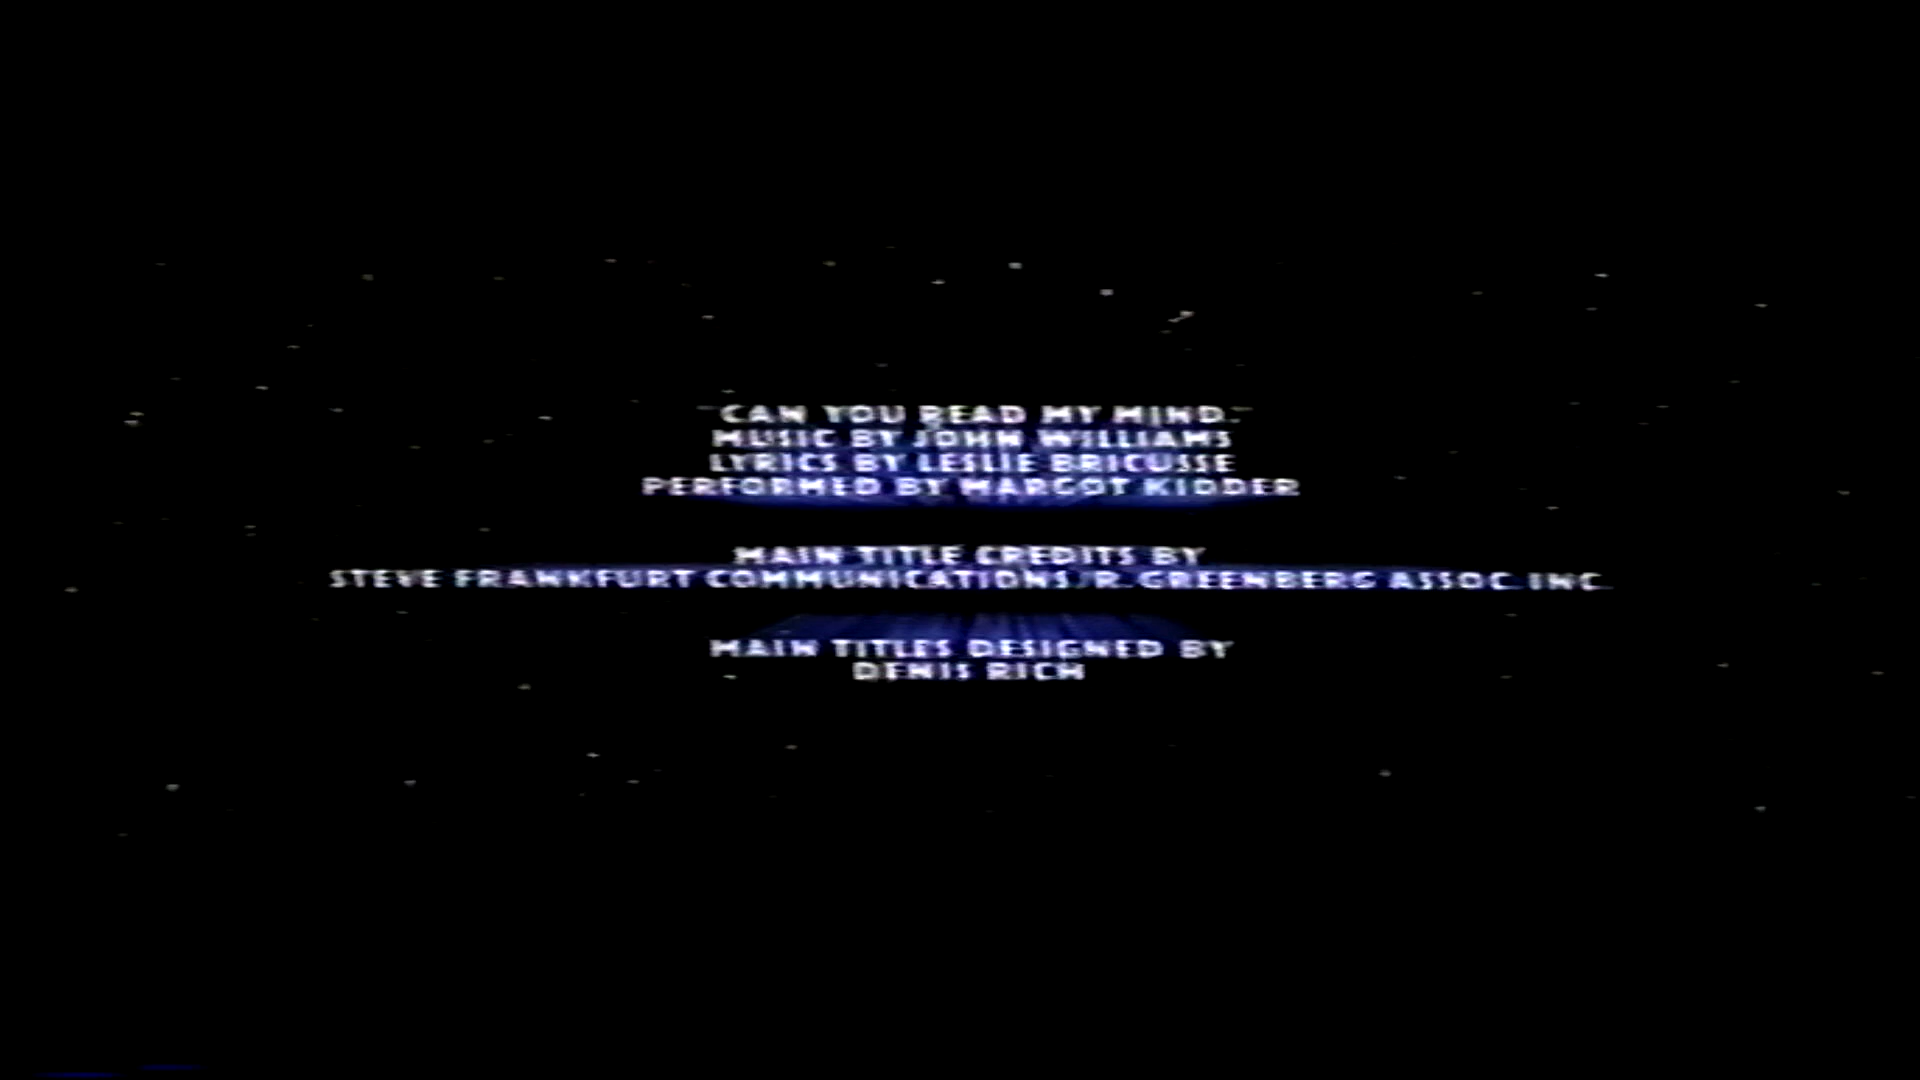 "CAN YOU READ MY MIND."
MUSIC BY JOHN WILLIAMS
LYRICS BY LESLIE BRICUSSE
PERFORMED BY MARGOT KIDDER
MAIN TITLE CREDITS BY
STEVE FRANKFURT COMMUNICATIONS/R. GREENBERG ASSOC. INC.
MAIN TITLES DESIGNED BY
DENIS RICH